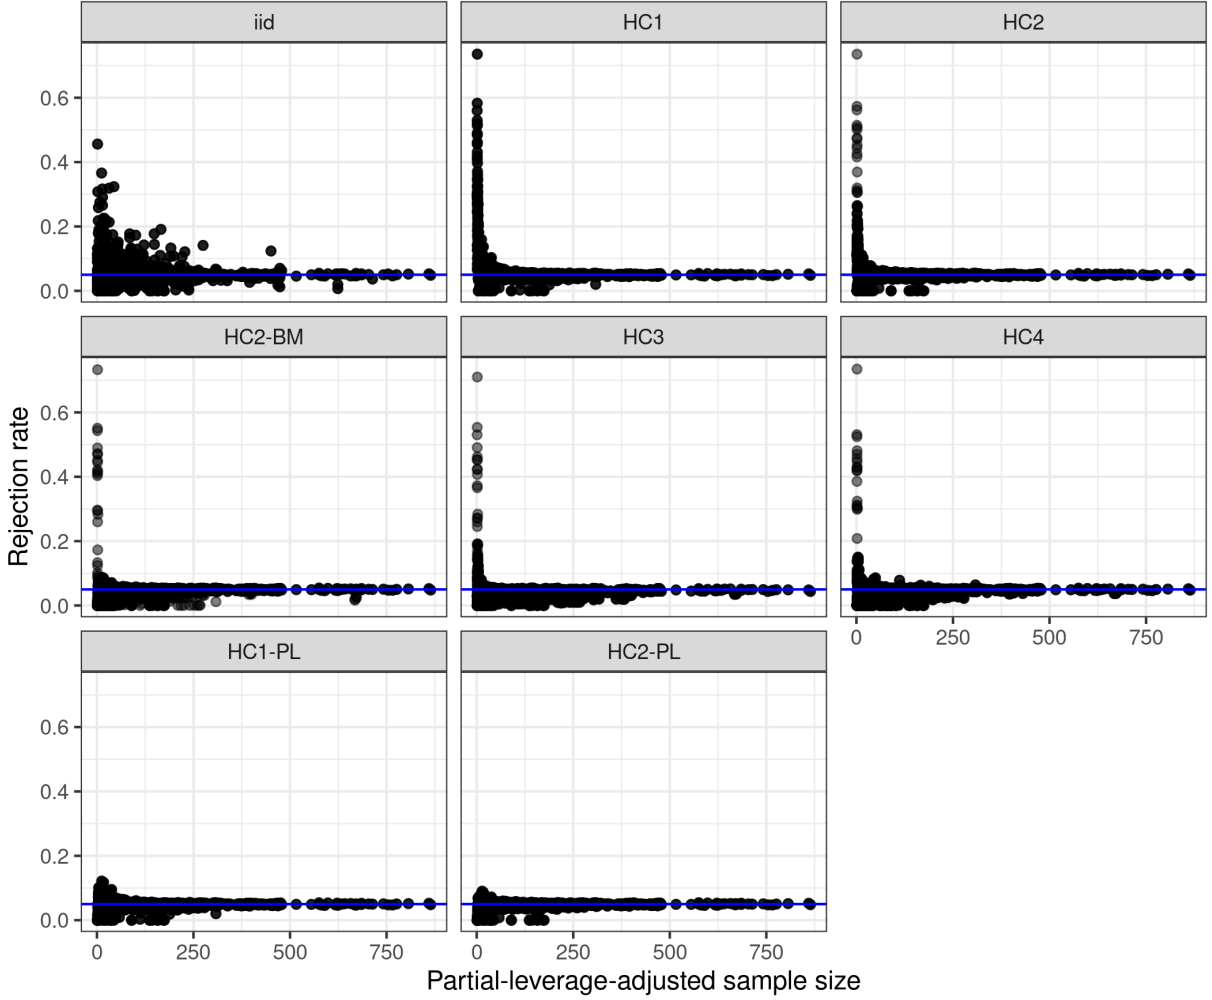 iid
HC1
HC2
0.6
0.4
0.2
0.0
HC2-BM
HC3
HC4
Rejection rate
0.6
0.4
0.2
0.0
0 250 500 750
HC1-PL
HC2-PL
0.6
0.4
0.2
0.0
0 250 500 750
0 250 500 750
Partial-leverage-adjusted sample size